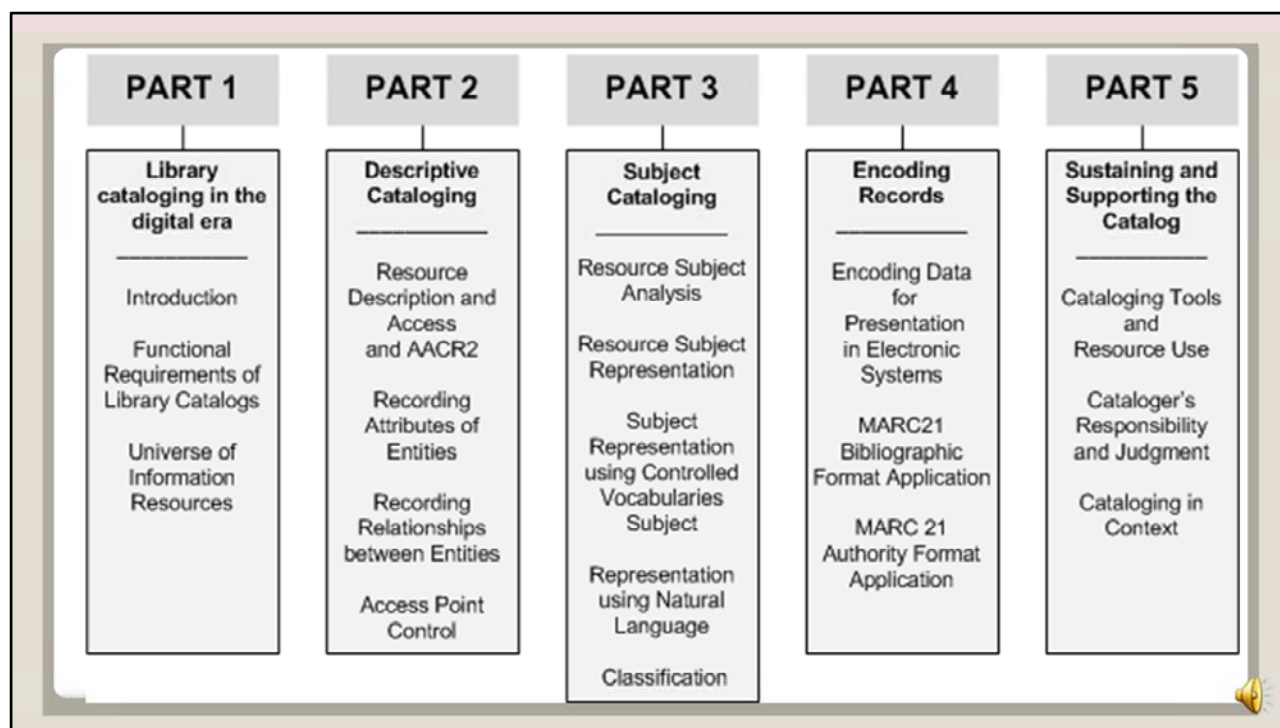 PART 1
Library
cataloging in the
digital era
Introduction
Functional
Requirements of
Library Catalogs
Universe of
Information
Resources
PART 2
Descriptive
Cataloging
Resource
Description and
Access
and AACR2
Recording
Attributes of
Entities
Recording
Relationships
between Entities
Access Point
Control
PART 3
Subject
Cataloging
Resource Subject
Analysis
Resource Subject
Representation
Subject
Representation
using Controlled
Vocabularies
Subject
Representation
using Natural
Language
Classification
PART 4
Encoding
Records
Encoding Data
for
Presentation
in Electronic
Systems
MARC21
Bibliographic
Format Application
MARC 21
Authority Format
Application
PART 5
Sustaining and
Supporting the
Catalog
Cataloging Tools
and
Resource Use
Cataloger's
Responsibility
and Judgment
Cataloging in
Context